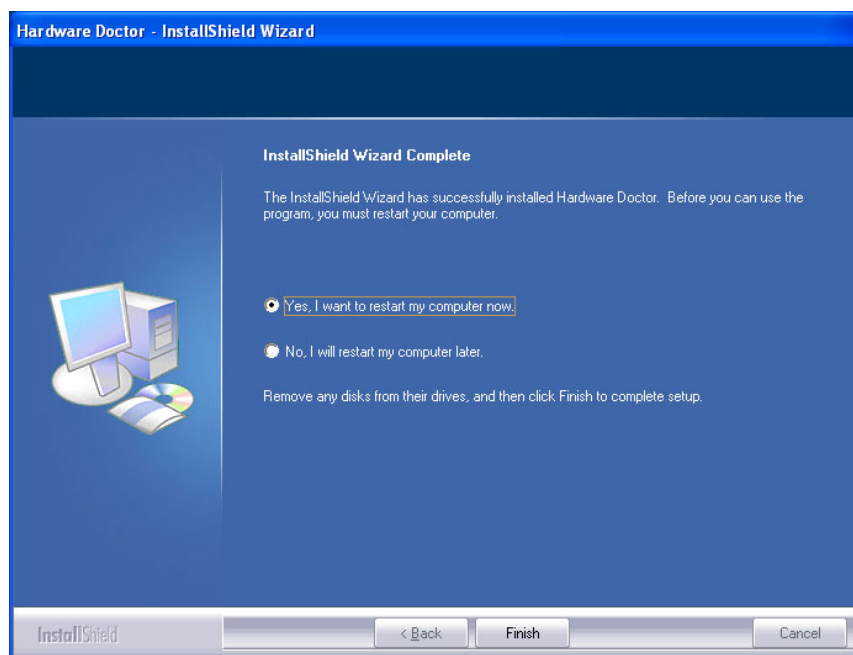 Hardware Doctor - InstallShield Wizard
InstallShield Wizard Complete
The InstallShield Wizard has successfully installed Hardware Doctor.  Before you can use the
program, you must restart your computer.
Yes, I want to restart my computer now.
No, I will restart my computer later.
Remove any disks from their drives, and then click Finish to complete setup.
InstallShield
< Back
Finish
Cancel